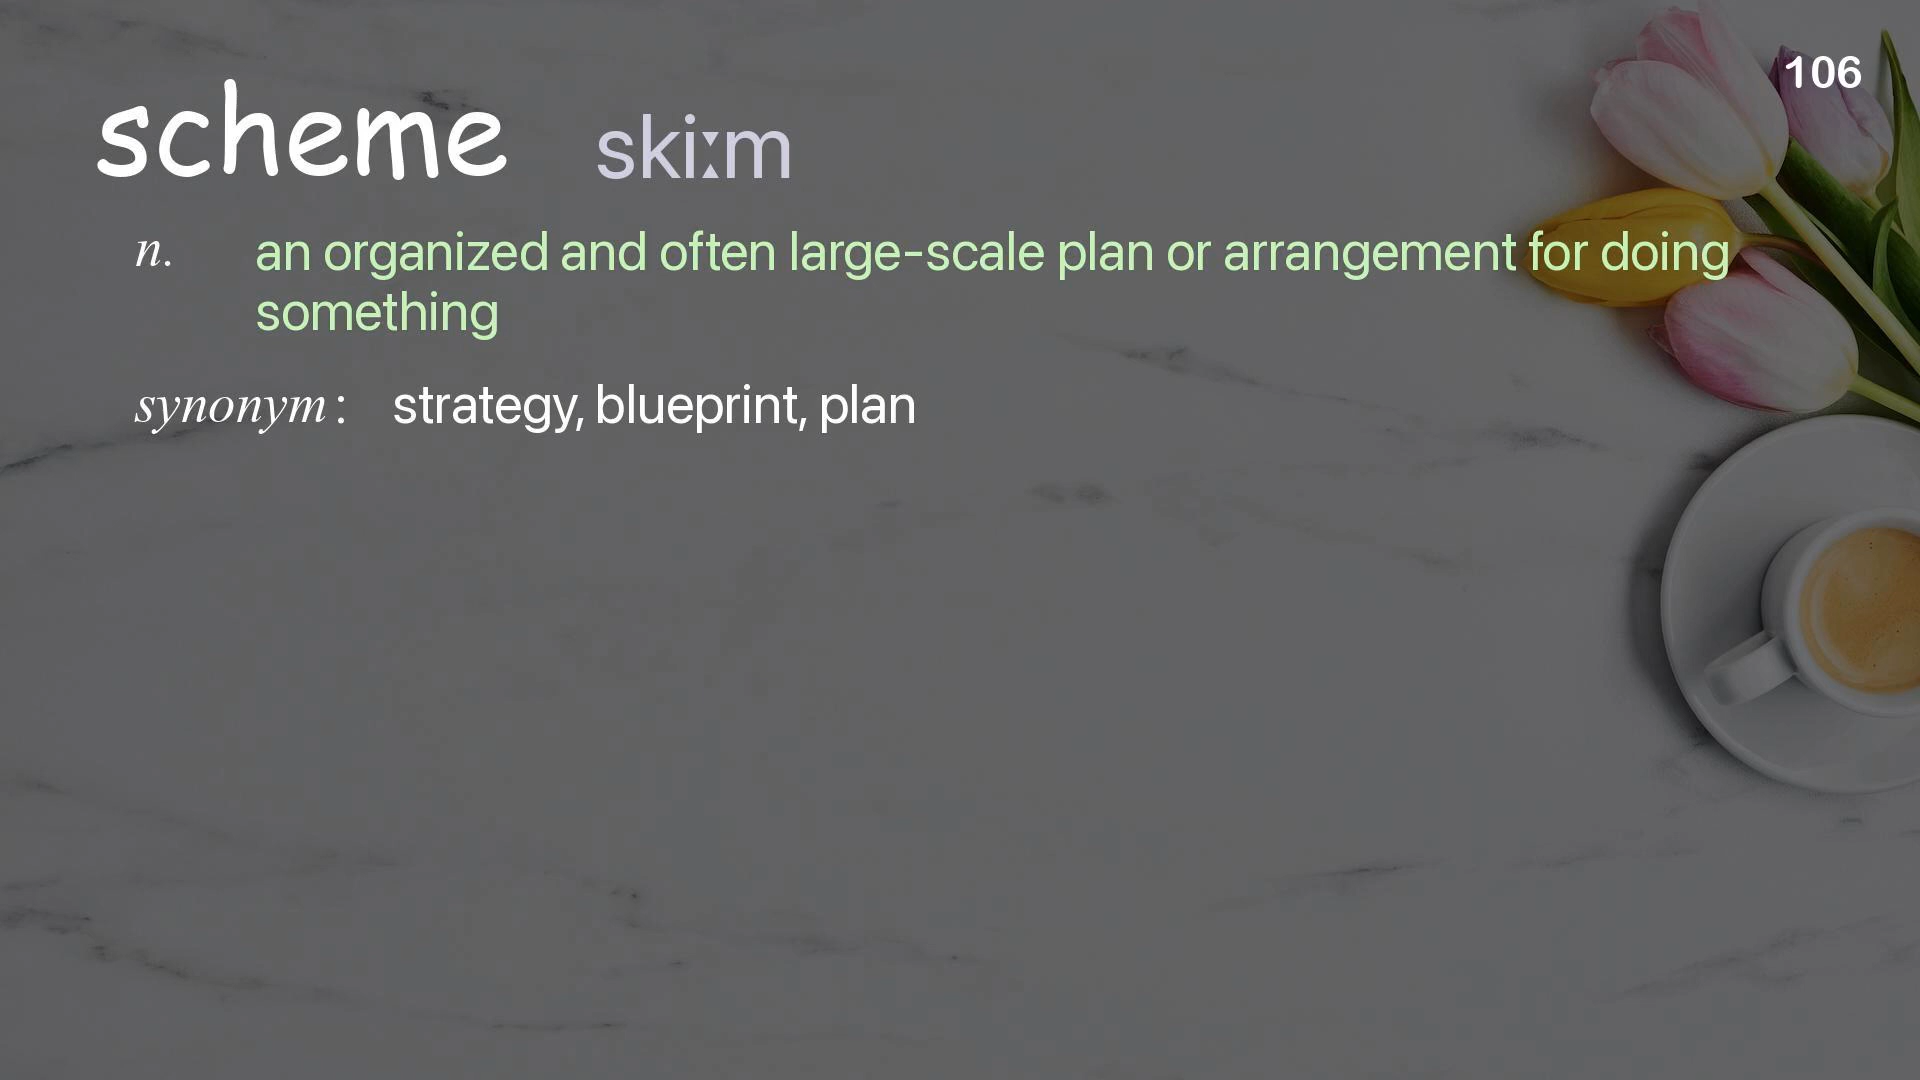 106
scheme skiːm
n. an organized and often large-scale plan or arrangement for doing
something
synonym: strategy, blueprint, plan